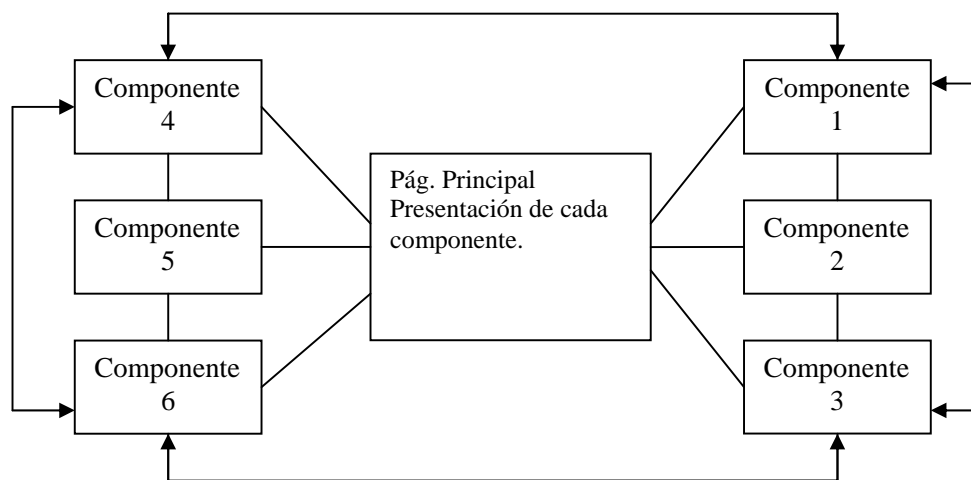 Componente
4
Componente
1
Pág. Principal
Presentación de cada
componente.
Componente
5
Componente
2
Componente
6
Componente
3